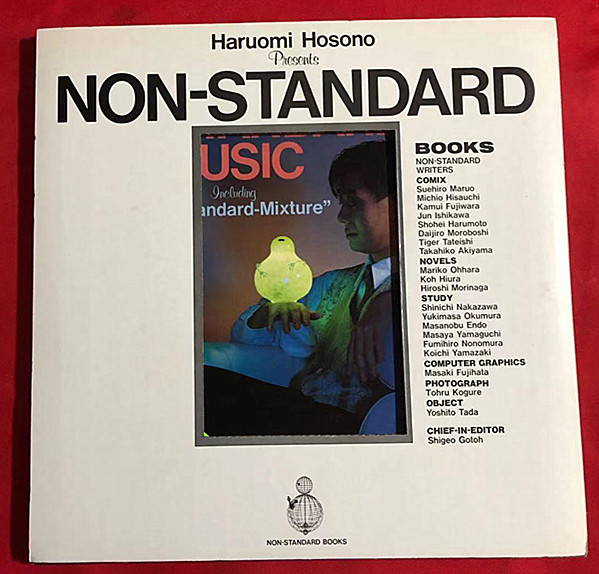 Haruomi Hosono
Presents
NON-STANDARD
USIC
Including
andard-Mixture"
BOOKS
NON-STANDARD
WRITERS
COMIX
Suehiro Maruo
Michio Hisauchi
Kamui Fujiwara
Jun Ishikawa
Shohei Harumoto
Daijiro Moroboshi
Tiger Tateishi
Takahiko Akiyama
NOVELS
Mariko Ohhara
Koh Hiura
Hiroshi Morinaga
STUDY
Shinichi Nakazawa
Yukimasa Okumura
Masanobu Endo
Masaya Yamaguchi
Fumihiro Nonomura
Koichi Yamazaki
COMPUTER GRAPHICS
Masaki Fujihata
PHOTOGRAPH
Tohru Kogure
OBJECT
Yoshito Tada
CHIEF-IN-EDITOR
Shigeo Gotoh
NON-STANDARD BOOKS